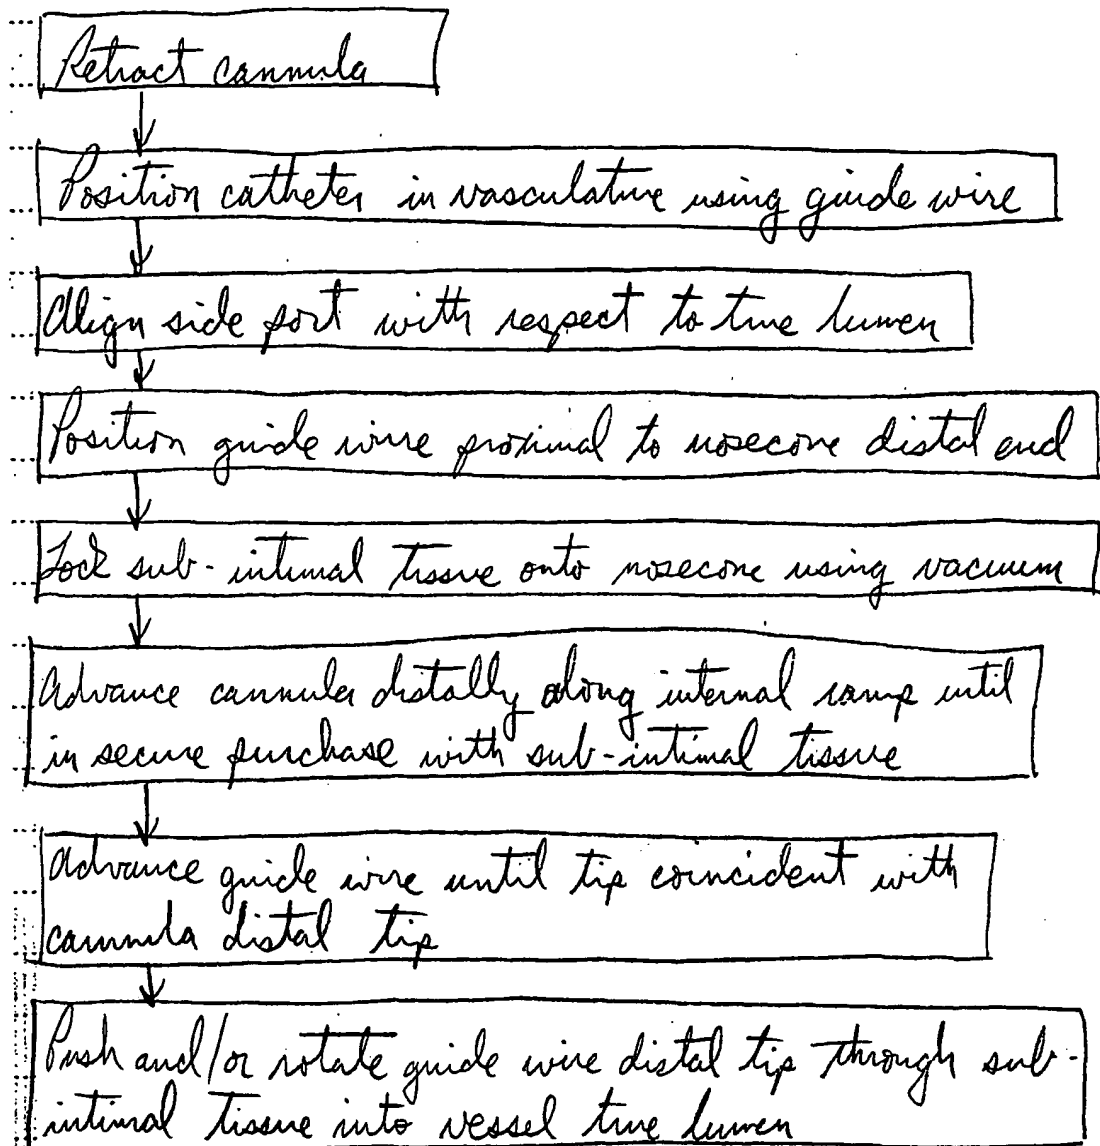 Retract cannula
Position catheter in vasculature using guide wire
Align side port with respect to true lumen
Position guide wire proximal to nosecone distal end
Lock sub-intimal tissue onto nosecone using vacuum
Advance cannula distally along internal ramp until
in secure purchase with sub-intimal tissue
Advance guide wire until tip coincident with
cannula distal tip
Push and/or rotate guide wire distal tip through sub-
intimal tissue into vessel true lumen